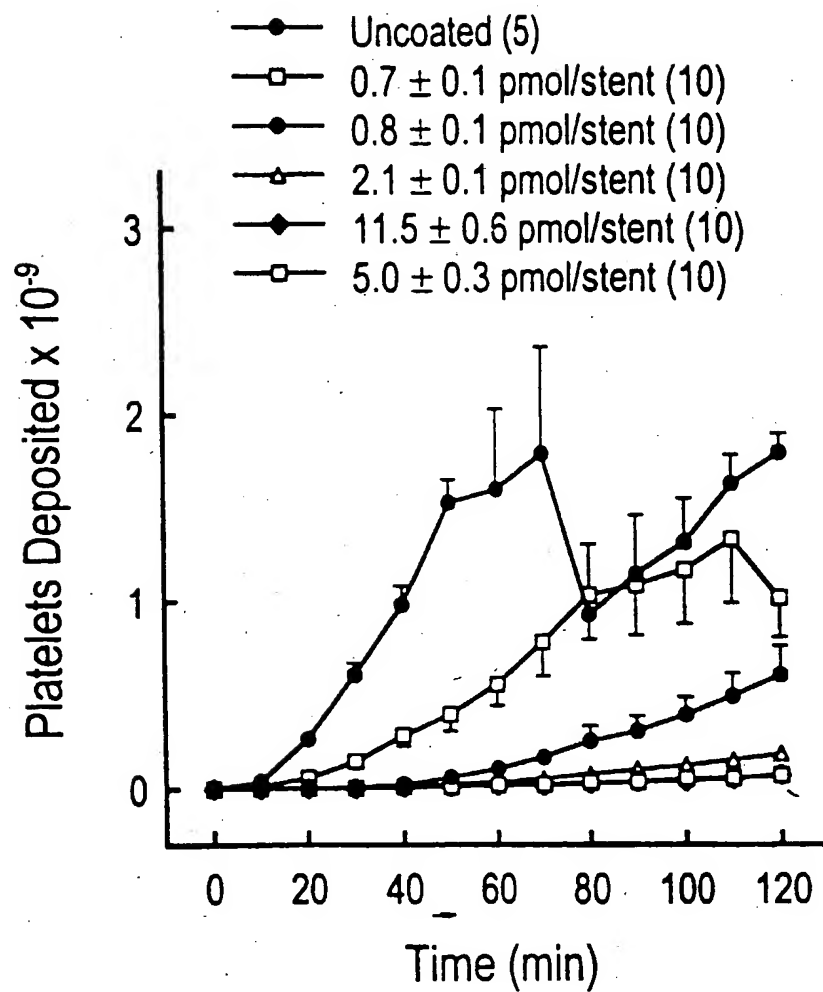 Uncoated (5)
0.7 ± 0.1 pmol/stent (10)
0.8 ± 0.1 pmol/stent (10)
2.1 ± 0.1 pmol/stent (10)
11.5 ± 0.6 pmol/stent (10)
5.0 ± 0.3 pmol/stent (10)
Platelets Deposited x 10⁻⁹
3
2
1
0
0 20 40 60 80 100 120
Time (min)